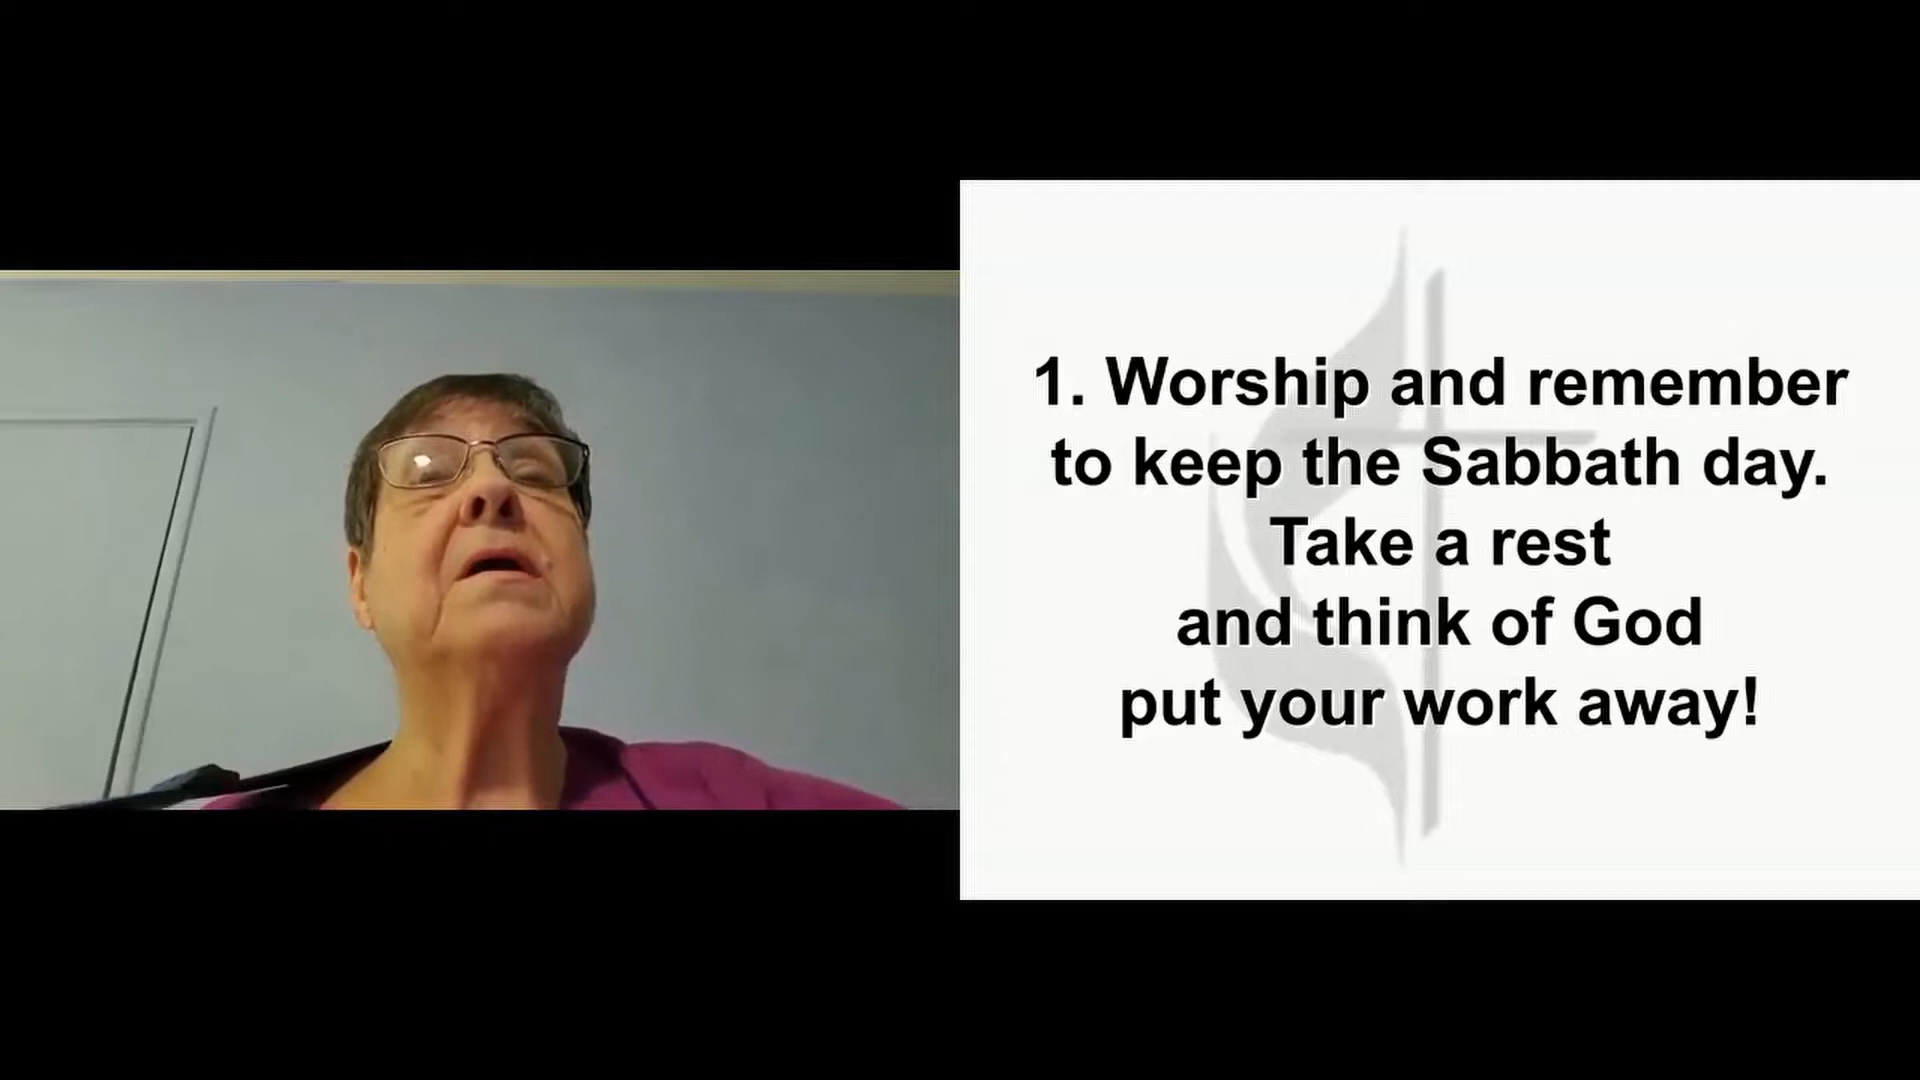 1. Worship and remember
to keep the Sabbath day.
Take a rest
and think of God
put your work away!